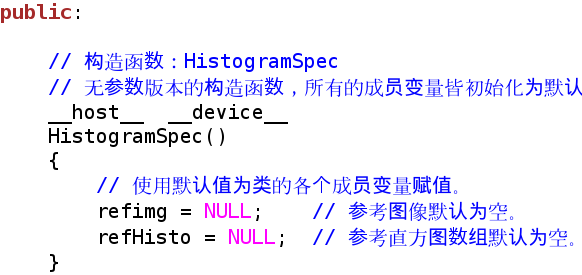 public:
// 构造函数：HistogramSpec
// 无参数版本的构造函数，所有的成员变量皆初始化为默认
__host__ __device__
HistogramSpec()
{
// 使用默认值为类的各个成员变量赋值。
refimg = NULL; // 参考图像默认为空。
refHisto = NULL; // 参考直方图数组默认为空。
}